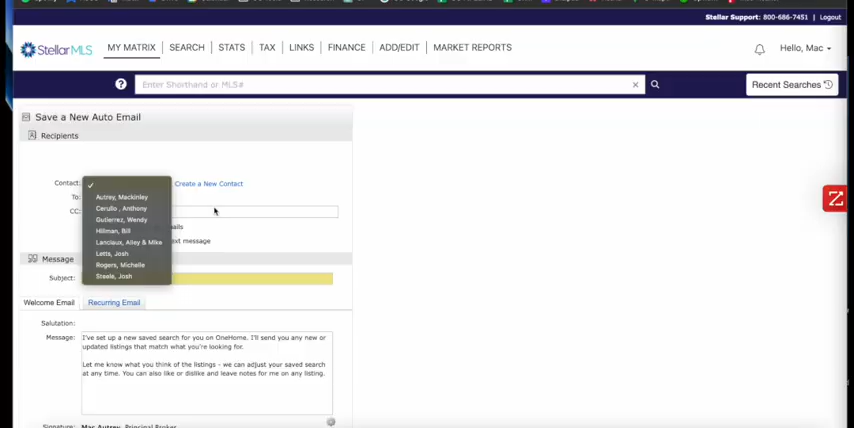 Stellar Support: 800-686-7451 | Logout
StellarMLS MY MATRIX SEARCH STATS TAX LINKS FINANCE ADD/EDIT MARKET REPORTS Hello, Mac
? Enter Shorthand or MLS# × Recent Searches
Save a New Auto Email
Recipients
Contact: ✓ Create a New Contact
Autrey, Mackinley
To:
Cerullo , Anthony
CC:
Gutierrez, Wendy
Hillman, Bill
Lanciaux, Alley & Mike
ext message
Letts, Josh
Message
Rogers, Michelle
Steele, Josh
Subject:
Welcome Email Recurring Email
Salutation:
Message: I've set up a new saved search for you on OneHome. I'll send you any new or
updated listings that match what you're looking for.
Let me know what you think of the listings - we can adjust your saved search
at any time. You can also like or dislike and leave notes for me on any listing.
Signature: Mac Autrey, Principal Broker